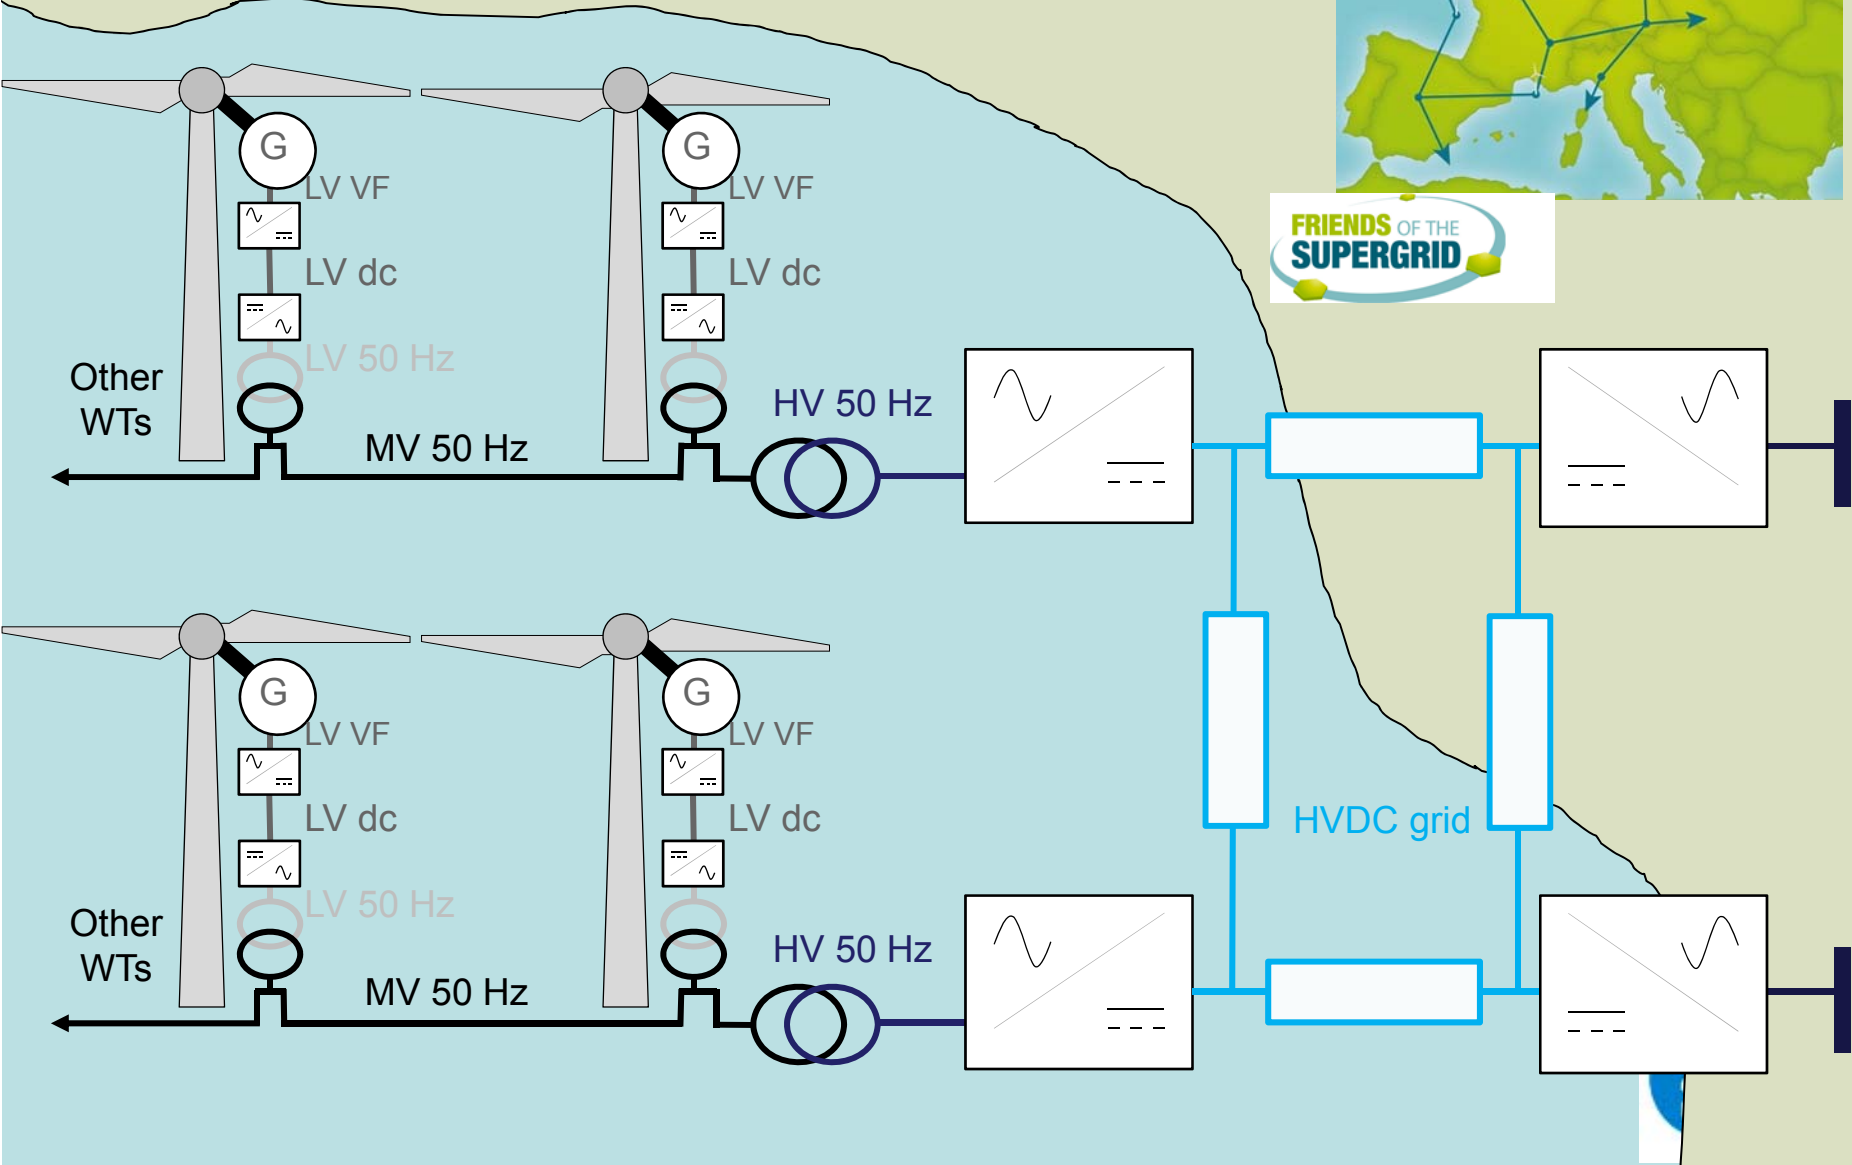 G
G
LV VF
LV VF
FRIENDS OF THE
SUPERGRID
LV dc
LV dc
LV 50 Hz
Other
WTs
HV 50 Hz
MV 50 Hz
G
G
LV VF
LV VF
LV dc
LV dc
HVDC grid
LV 50 Hz
Other
WTs
HV 50 Hz
MV 50 Hz